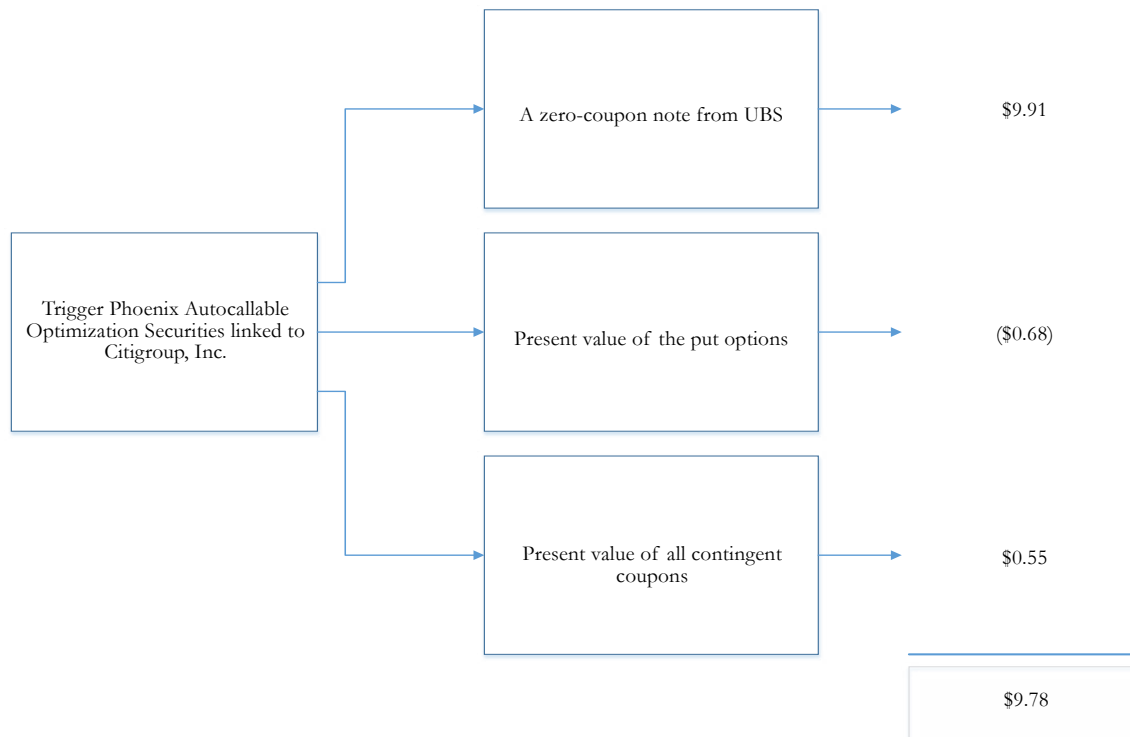 A zero-coupon note from UBS
$9.91
Trigger Phoenix Autocallable
Optimization Securities linked to
Citigroup, Inc.
Present value of the put options
($0.68)
Present value of all contingent
coupons
$0.55
$9.78